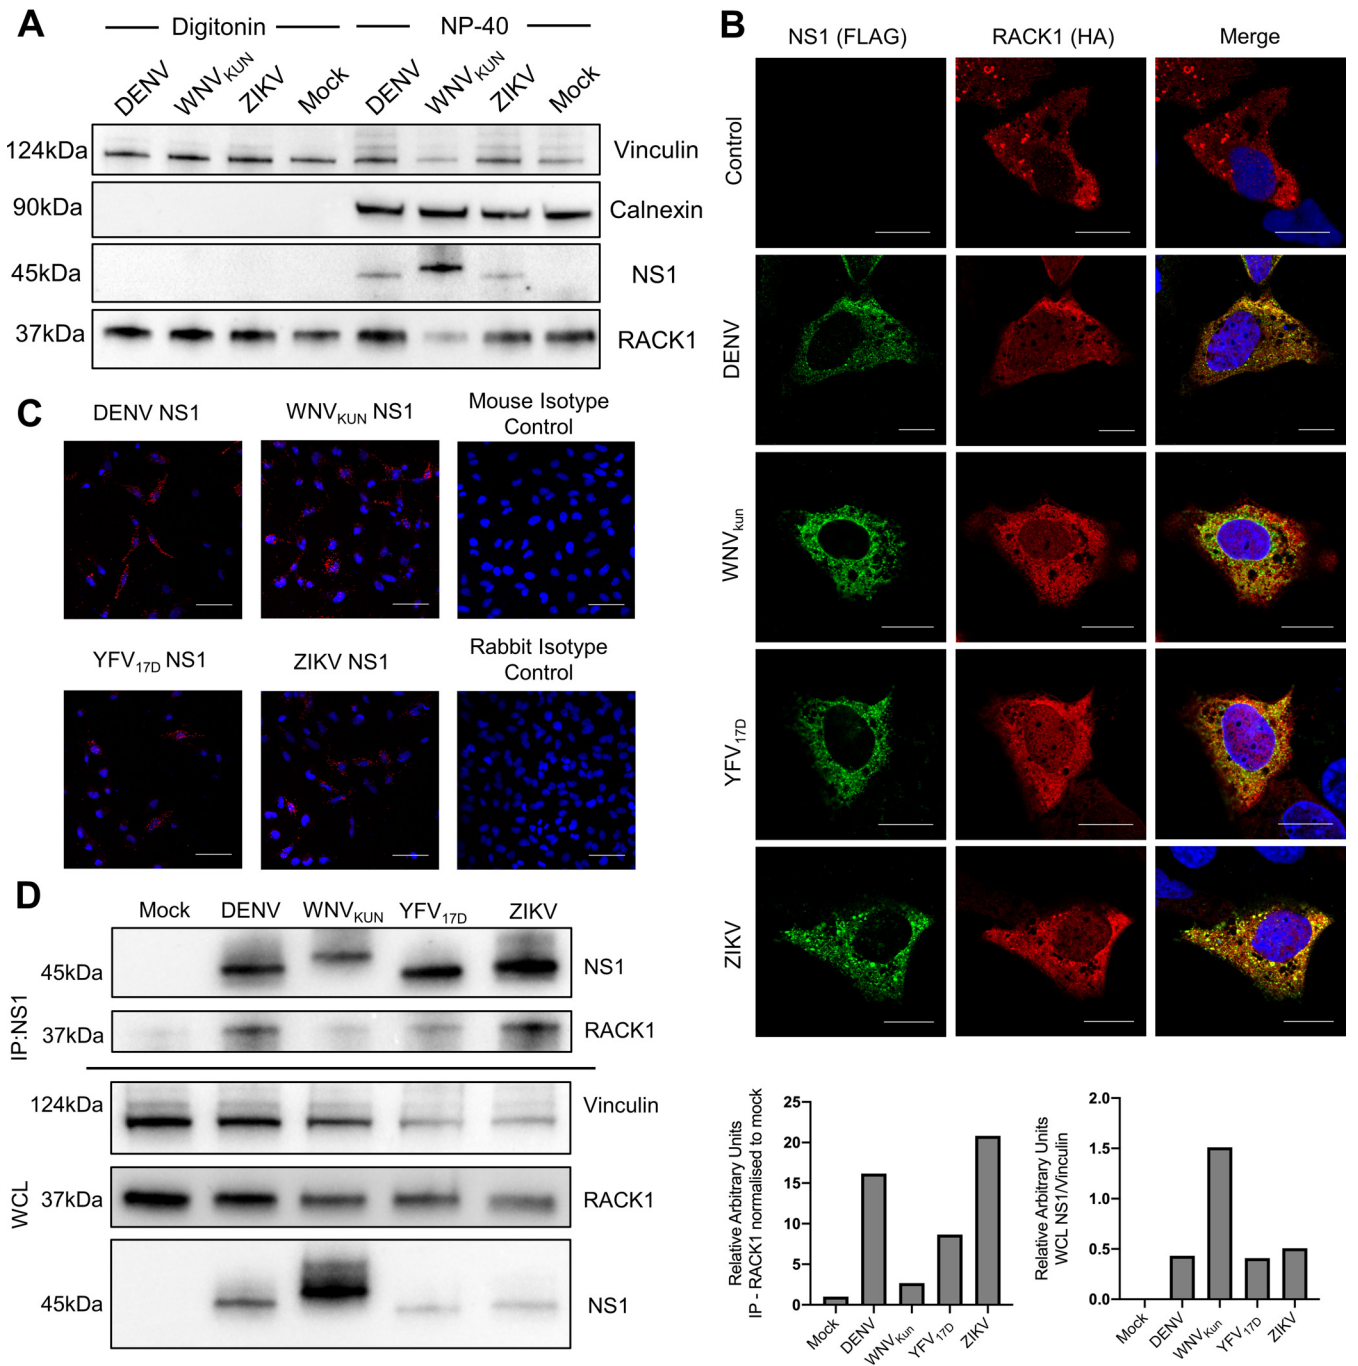 A
Digitonin
NP-40
DENV
WNVKUN
ZIKV
Mock
DENV
WNVKUN
ZIKV
Mock
124kDa
Vinculin
90kDa
Calnexin
45kDa
NS1
37kDa
RACK1
B
NS1 (FLAG)
RACK1 (HA)
Merge
Control
DENV
WNVkun
YFV17D
ZIKV
C
DENV NS1
WNVKUN NS1
Mouse Isotype
Control
YFV17D NS1
ZIKV NS1
Rabbit Isotype
Control
D
Mock
DENV
WNVKUN
YFV17D
ZIKV
IP:NS1
45kDa
NS1
37kDa
RACK1
WCL
124kDa
Vinculin
37kDa
RACK1
45kDa
NS1
Relative Arbitrary Units
IP - RACK1 normalised to mock
25
20
15
10
5
0
Mock
DENV
WNVKun
YFV17D
ZIKV
Relative Arbitrary Units
WCL NS1/Vinculin
2.0
1.5
1.0
0.5
0.0
Mock
DENV
WNVKun
YFV17D
ZIKV